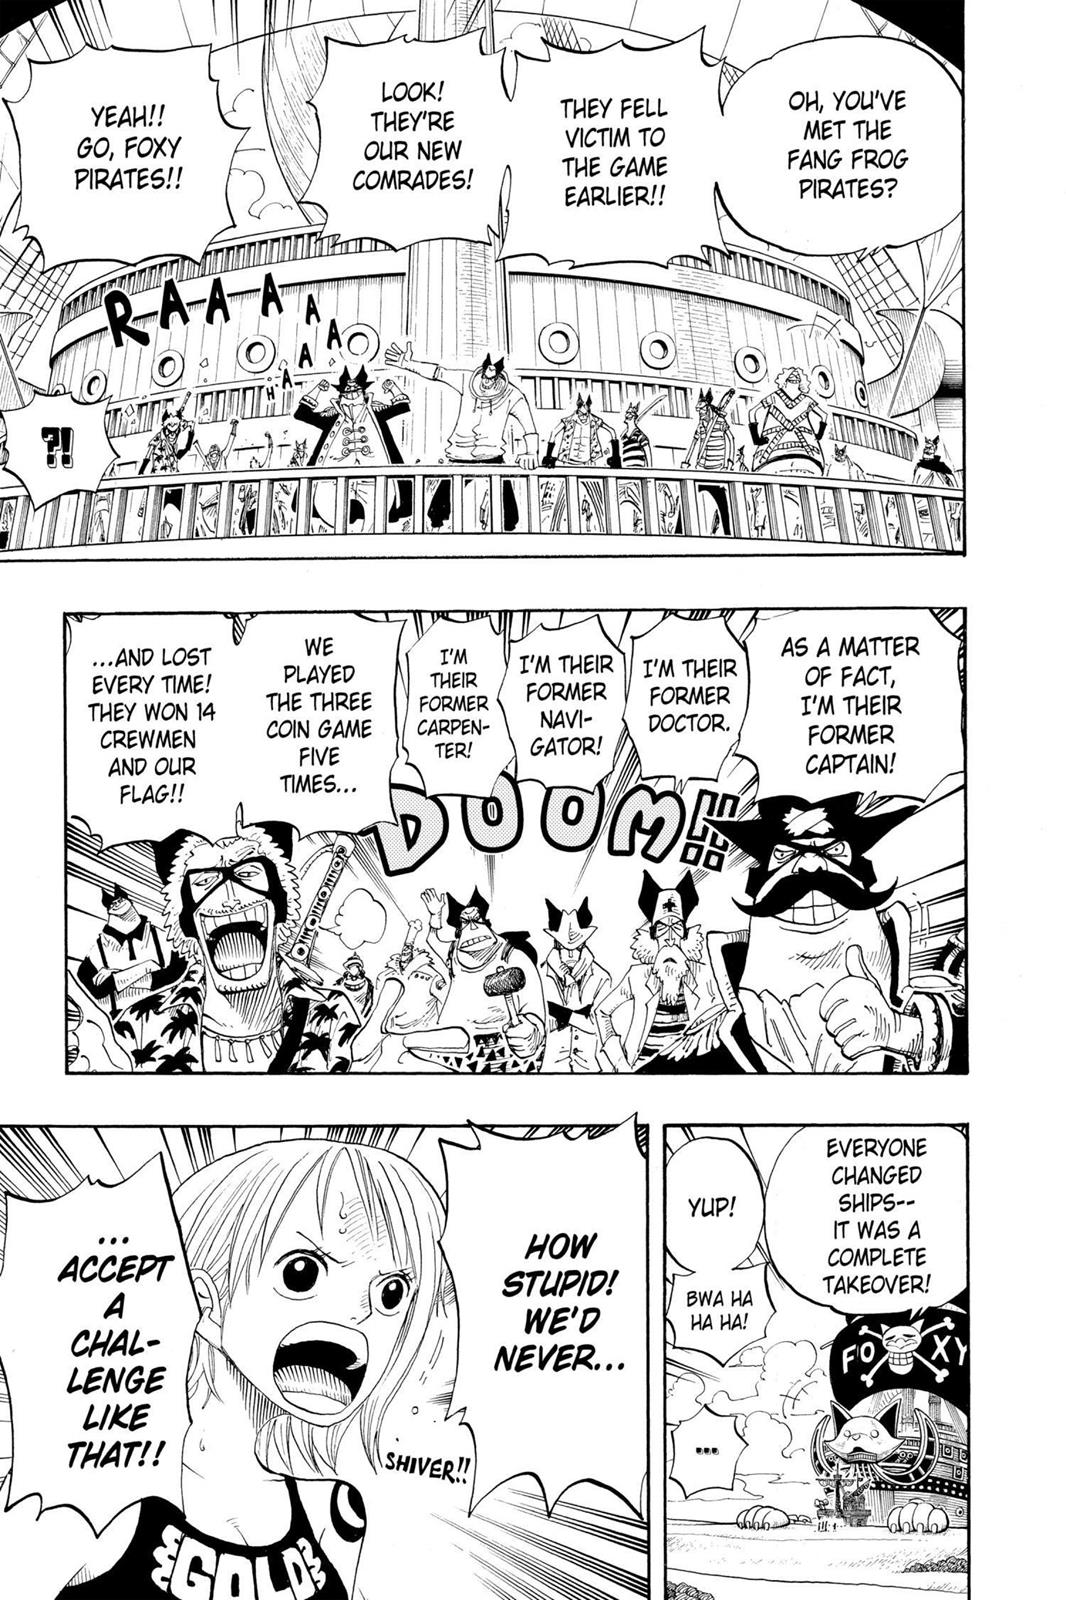 OH, YOU'VE
MET THE
FANG FROG
PIRATES?
THEY FELL
VICTIM TO
THE GAME
EARLIER!!
LOOK!
THEY'RE
OUR NEW
COMRADES!
YEAH!!
GO, FOXY
PIRATES!!
RAAAAAAA
HAAA
?!
AS A MATTER
OF FACT,
I'M THEIR
FORMER
CAPTAIN!
I'M THEIR
FORMER
DOCTOR.
I'M THEIR
FORMER
NAVI-
GATOR!
I'M
THEIR
FORMER
CARPEN-
TER!
WE
PLAYED
THE THREE
COIN GAME
FIVE
TIMES...
...AND LOST
EVERY TIME!
THEY WON 14
CREWMEN
AND OUR
FLAG!!
DOOM!!
EVERYONE
CHANGED
SHIPS--
IT WAS A
COMPLETE
TAKEOVER!
YUP!
BWA HA
HA HA!
...
FOXY
HOW
STUPID!
WE'D
NEVER...
...
ACCEPT
A
CHAL-
LENGE
LIKE
THAT!!
SHIVER!!
GOLD